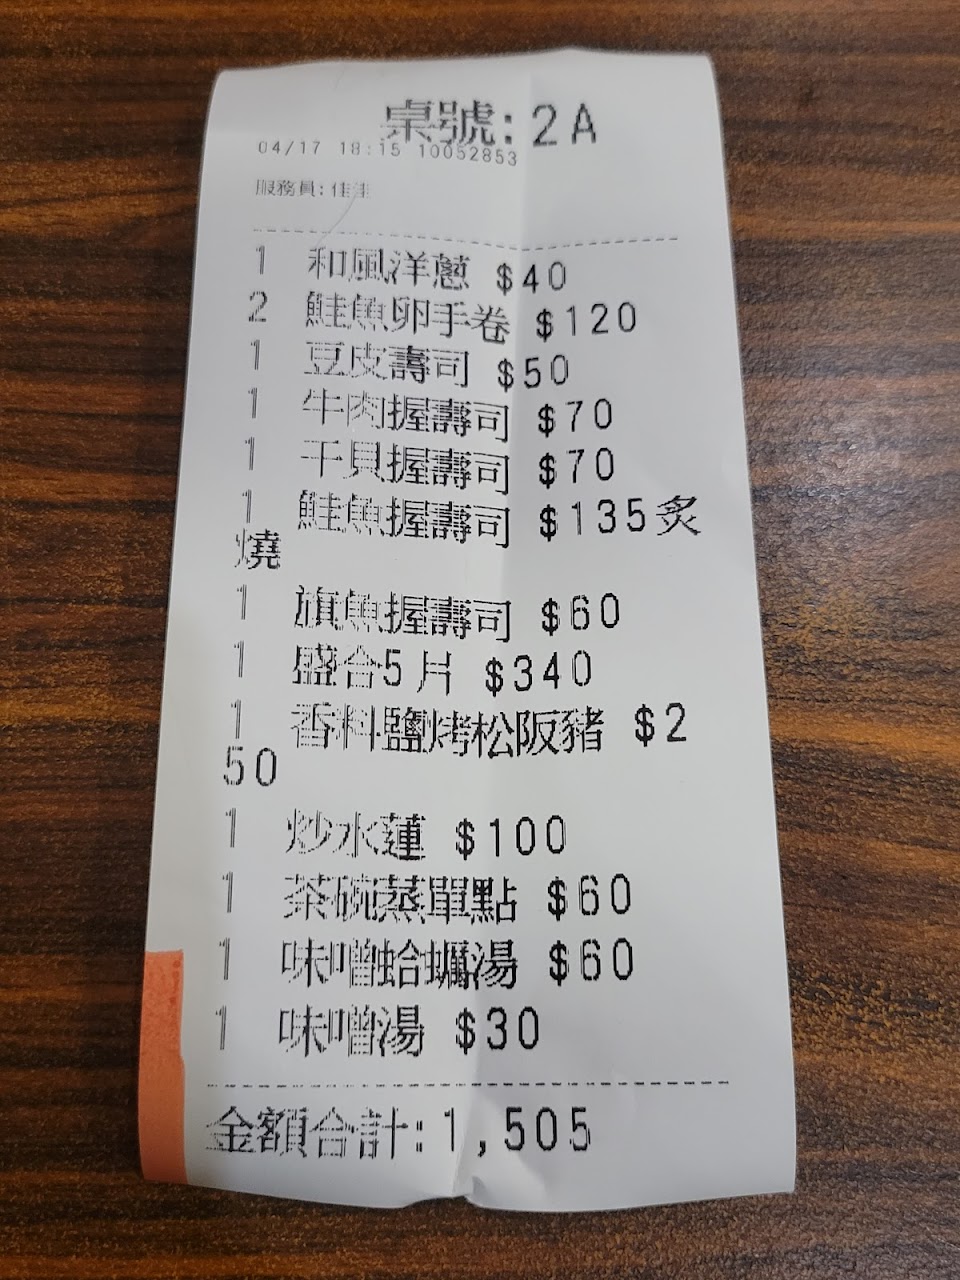 桌號:2A
04/17 18:15 10052853
服務員:佳
1 和風洋蔥 $40
2 鮭魚卵手卷 $120
1 豆皮壽司 $50
1 牛肉握壽司 $70
1 干貝握壽司 $70
1 鮭魚握壽司 $135炙
燒
1 旗魚握壽司 $60
1 盛合5片 $340
1 香料鹽烤松阪豬 $2
50
1 炒水蓮 $100
1 茶碗蒸單點 $60
1 味噌蛤蠣湯 $60
1 味噌湯 $30
金額合計:1,505